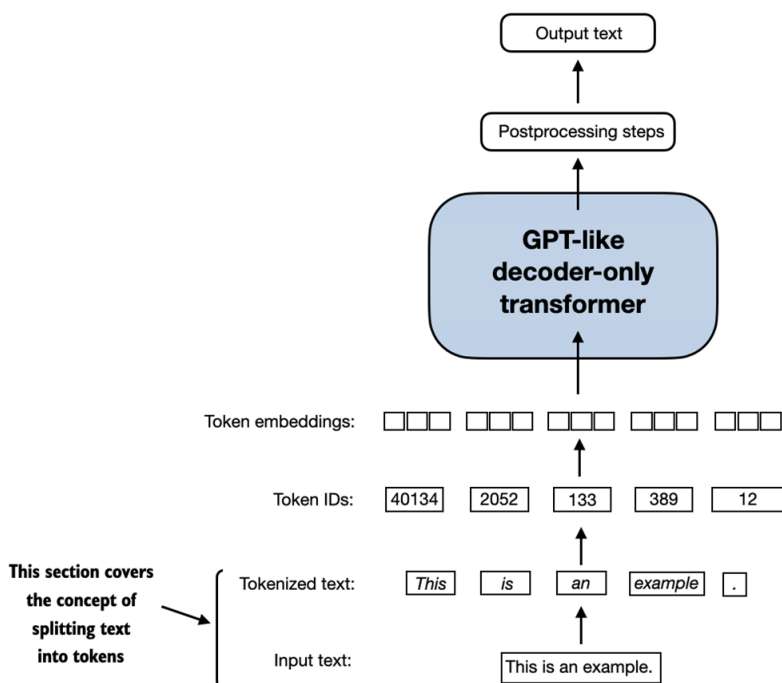 Output text
Postprocessing steps
GPT-like
decoder-only
transformer
Token embeddings:
Token IDs: 40134 2052 133 389 12
This section covers
the concept of
splitting text
into tokens
Tokenized text: This is an example .
Input text: This is an example.